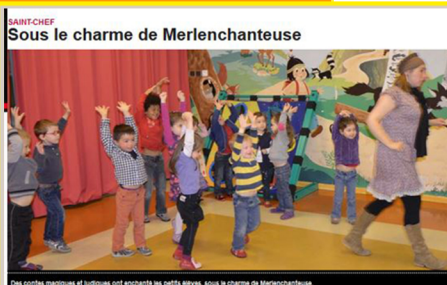 SAINT-CHEF
Sous le charme de Merlenchanteuse
Des contes magiques et ludiques ont enchanté les petits élèves, sous le charme de Merlenchanteuse